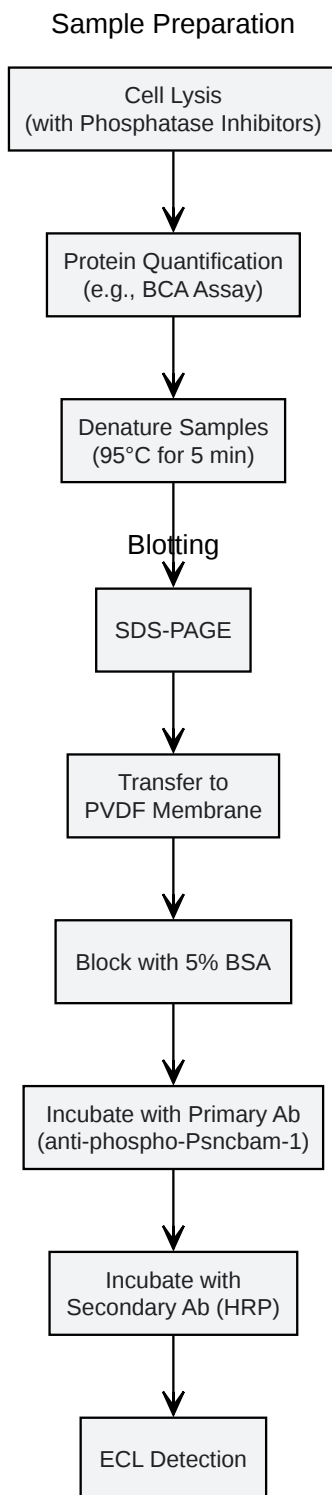 Sample Preparation
Cell Lysis
(with Phosphatase Inhibitors)
Protein Quantification
(e.g., BCA Assay)
Denature Samples
(95°C for 5 min)
Blotting
SDS-PAGE
Transfer to
PVDF Membrane
Block with 5% BSA
Incubate with Primary Ab
(anti-phospho-Psncbam-1)
Incubate with
Secondary Ab (HRP)
ECL Detection